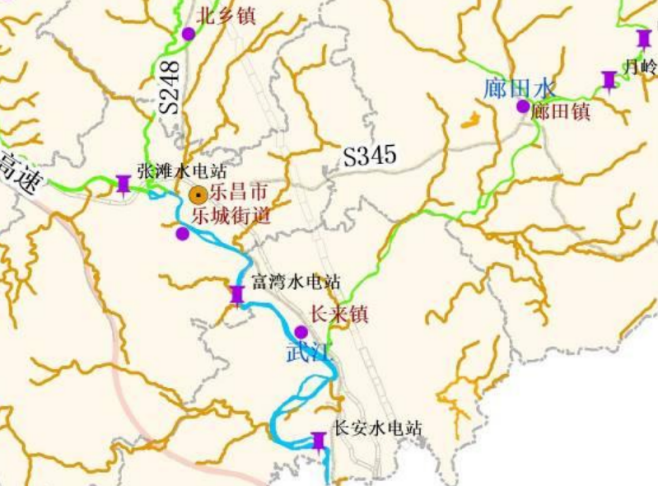 北乡镇
月岭
廊田水
廊田镇
S248
S345
高速
张滩水电站
乐昌市
乐城街道
富湾水电站
长来镇
武江
长安水电站